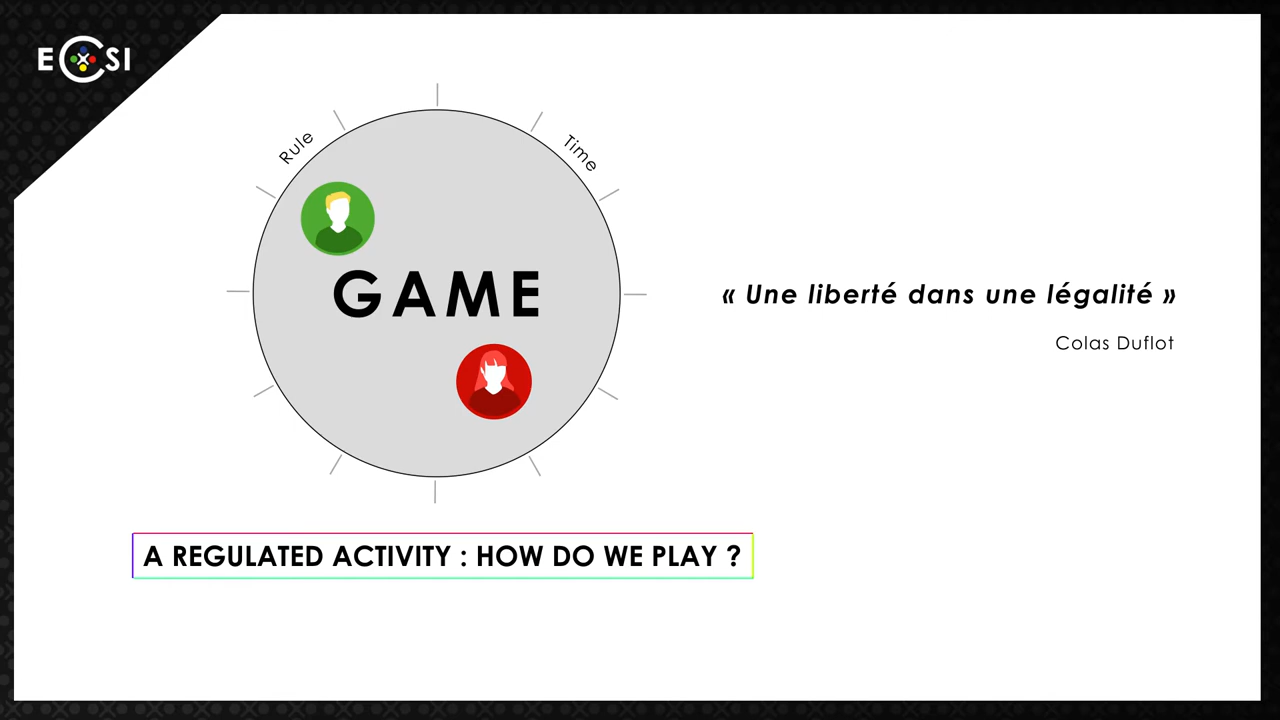 ECSI
Rule
Time
GAME
« Une liberté dans une légalité »
Colas Duflot
A REGULATED ACTIVITY : HOW DO WE PLAY ?